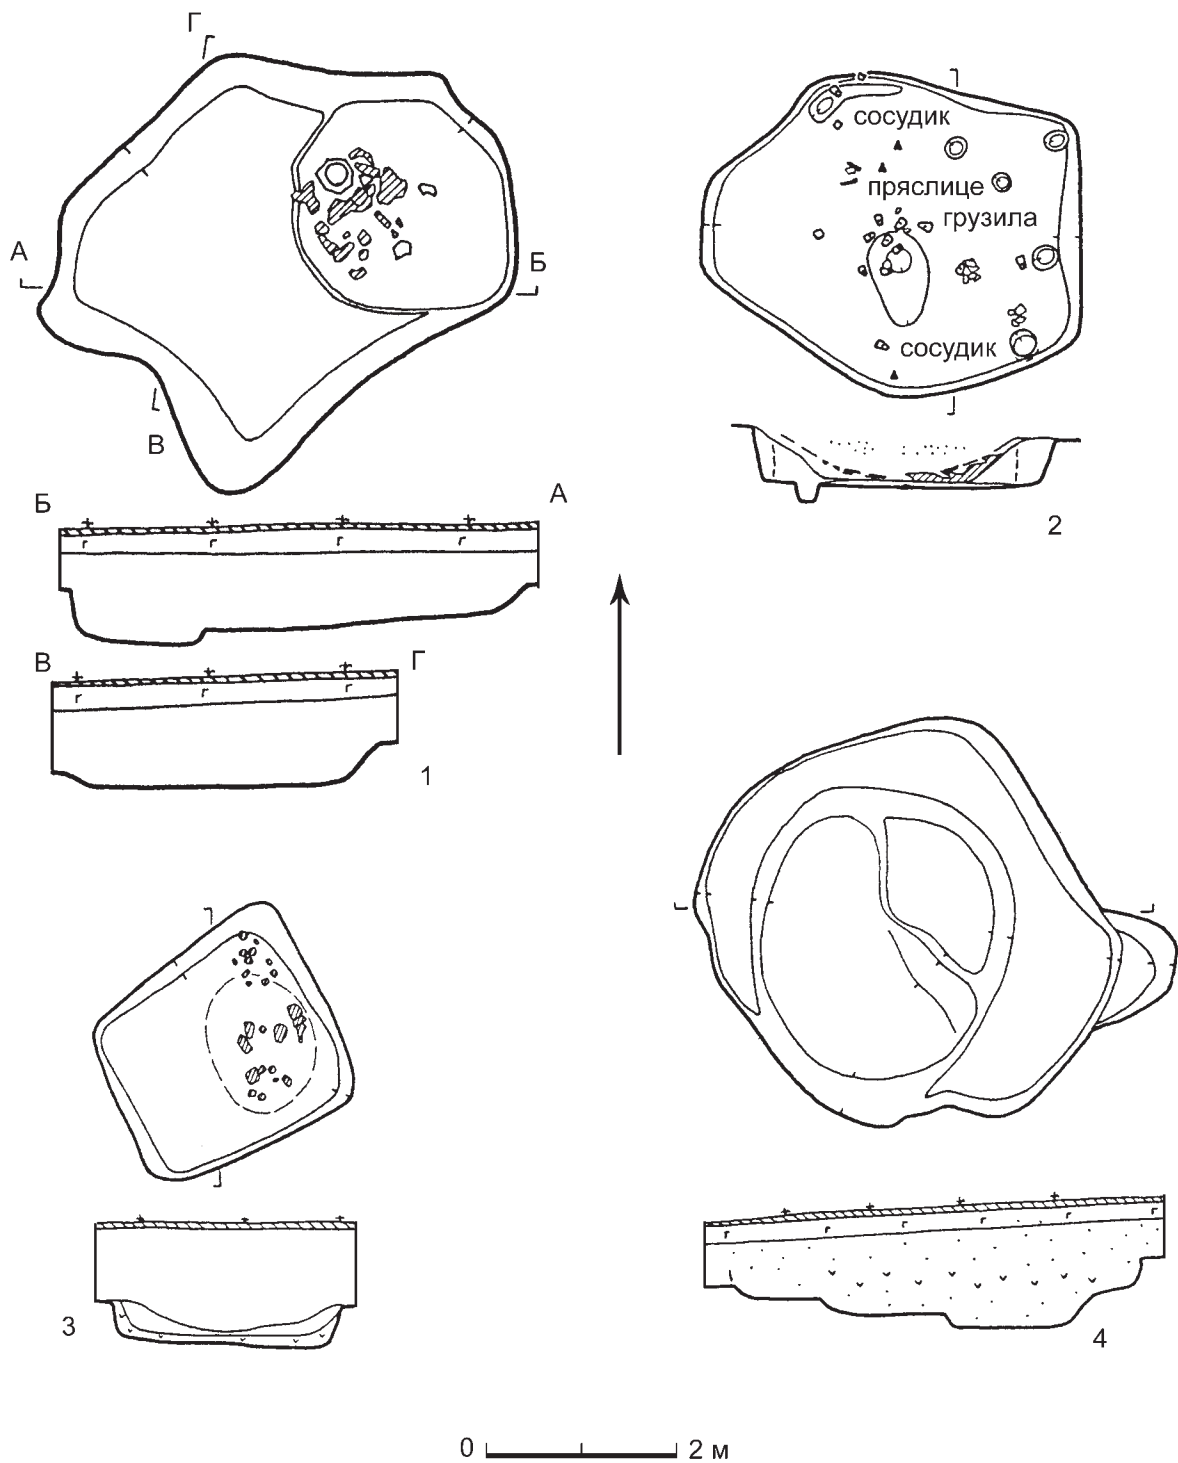 Г
А
Б
В
Б
А
г г г г
В
Г
г г г
1
сосудик
пряслице
грузила
сосудик
2
3
г г г г г г
4
0 2 м